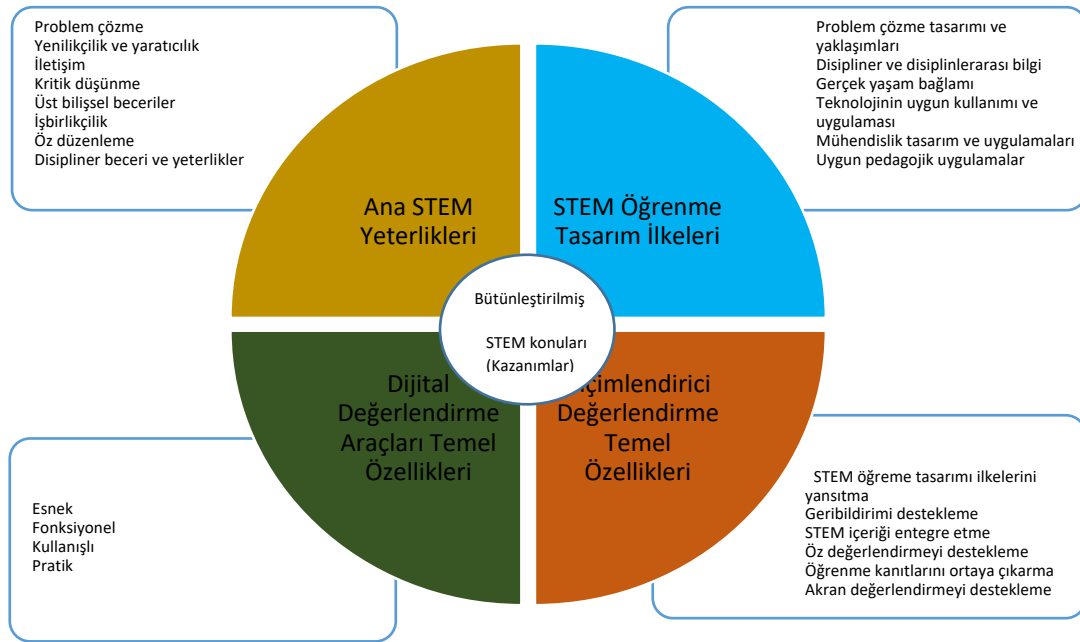 Problem çözme
Yenilikçilik ve yaratıcılık
İletişim
Kritik düşünme
Üst bilişsel beceriler
İşbirlikçilik
Öz düzenleme
Disipliner beceri ve yeterlikler
Problem çözme tasarımı ve
yaklaşımları
Disipliner ve disiplinlerarası bilgi
Gerçek yaşam bağlamı
Teknolojinin uygun kullanımı ve
uygulaması
Mühendislik tasarım ve uygulamaları
Uygun pedagojik uygulamalar
Ana STEM
Yeterlikleri
STEM Öğrenme
Tasarım İlkeleri
Bütünleştirilmiş
STEM konuları
(Kazanımlar)
Dijital
Değerlendirme
Araçları Temel
Özellikleri
içimlendirici
Değerlendirme
Temel
Özellikleri
Esnek
Fonksiyonel
Kullanışlı
Pratik
STEM öğreme tasarımı ilkelerini
yansıtma
Geribildirimi destekleme
STEM içeriği entegre etme
Öz değerlendirmeyi destekleme
Öğrenme kanıtlarını ortaya çıkarma
Akran değerlendirmeyi destekleme